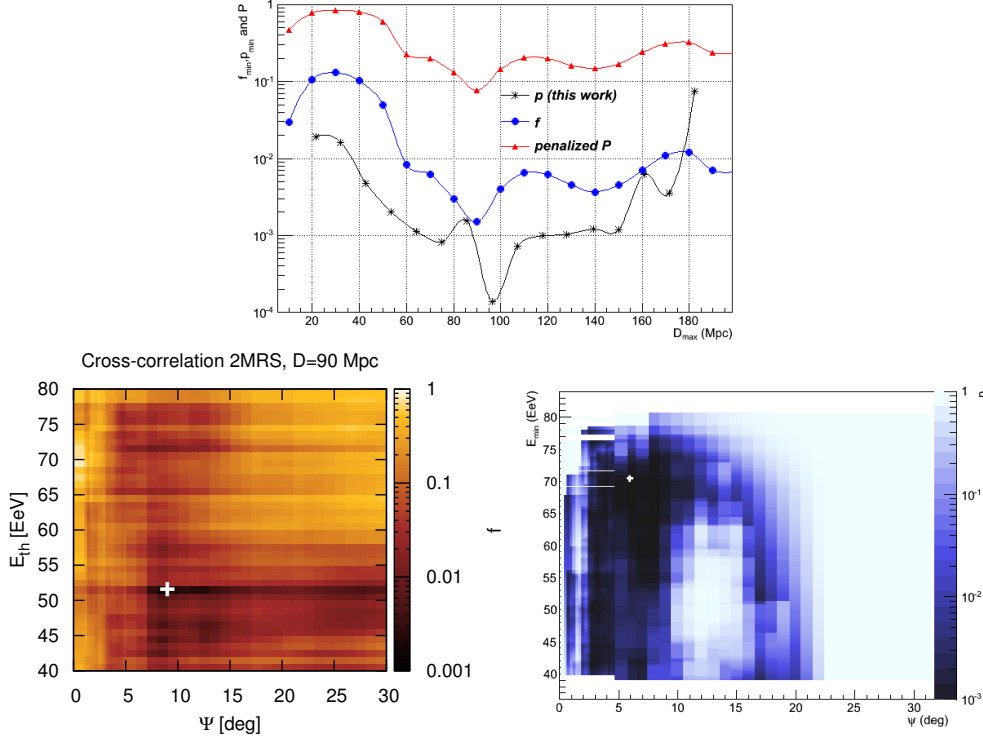 f_min,p_min and P
1
10^-1
10^-2
10^-3
10^-4
p (this work)
f
penalized P
20 40 60 80 100 120 140 160 180
D_max (Mpc)
Cross-correlation 2MRS, D=90 Mpc
E_th [EeV]
80
75
70
65
60
55
50
45
40
0 5 10 15 20 25 30
Ψ [deg]
1
0.1
0.01
0.001
f
E_min (EeV)
80
75
70
65
60
55
50
45
40
0 5 10 15 20 25 30
ψ (deg)
1
10^-1
10^-2
10^-3